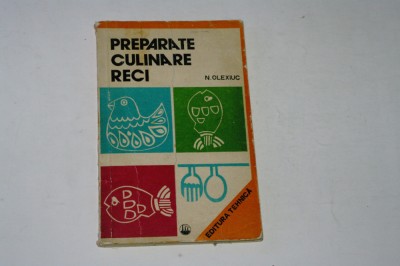 PREPARATE
CULINARE
RECI
N. OLEXIUC
EDITURA TEHNICĂ